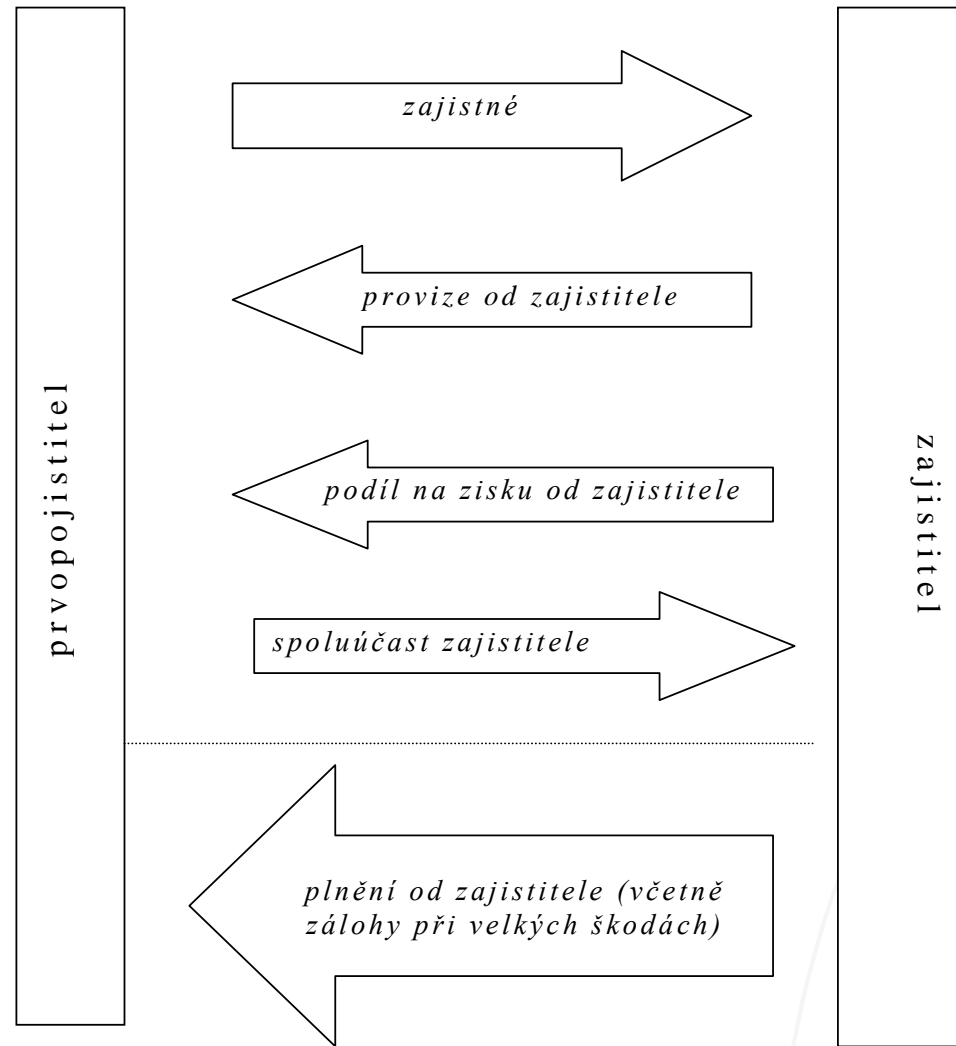 zajistné
provize od zajistitele
podíl na zisku od zajistitele
prvopojistitel
zajistitel
spoluúčast zajistitele
plnění od zajistitele (včetně
zálohy při velkých škodách)